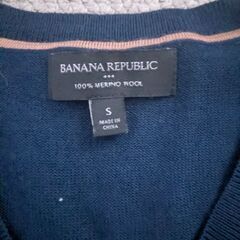 BANANA REPUBLIC
100% MERINO WOOL
S
MADE IN
CHINA